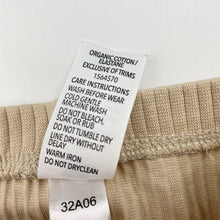 ORGANIC COTTON/
ELASTANE
EXCLUSIVE OF TRIMS
1564570
CARE INSTRUCTIONS
WASH BEFORE WEAR
COLD GENTLE
MACHINE WASH
DO NOT BLEACH,
SOAK OR RUB
DO NOT TUMBLE DRY
LINE DRY WITHOUT
DELAY
WARM IRON
DO NOT DRYCLEAN
32A06